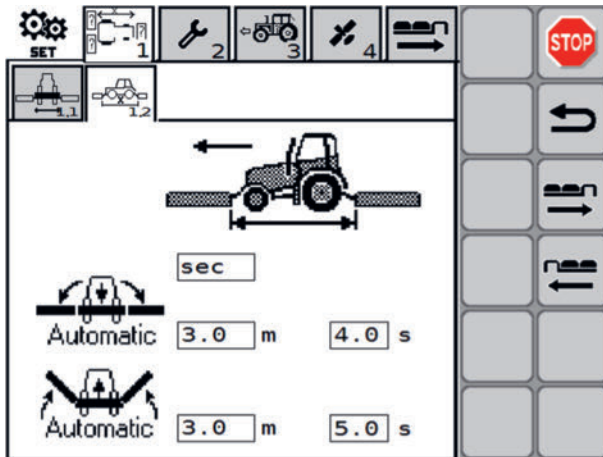 SET 1 2 3 4 STOP
? ? ?
1,1 1,2
sec
Automatic 3.0 m 4.0 s
Automatic 3.0 m 5.0 s